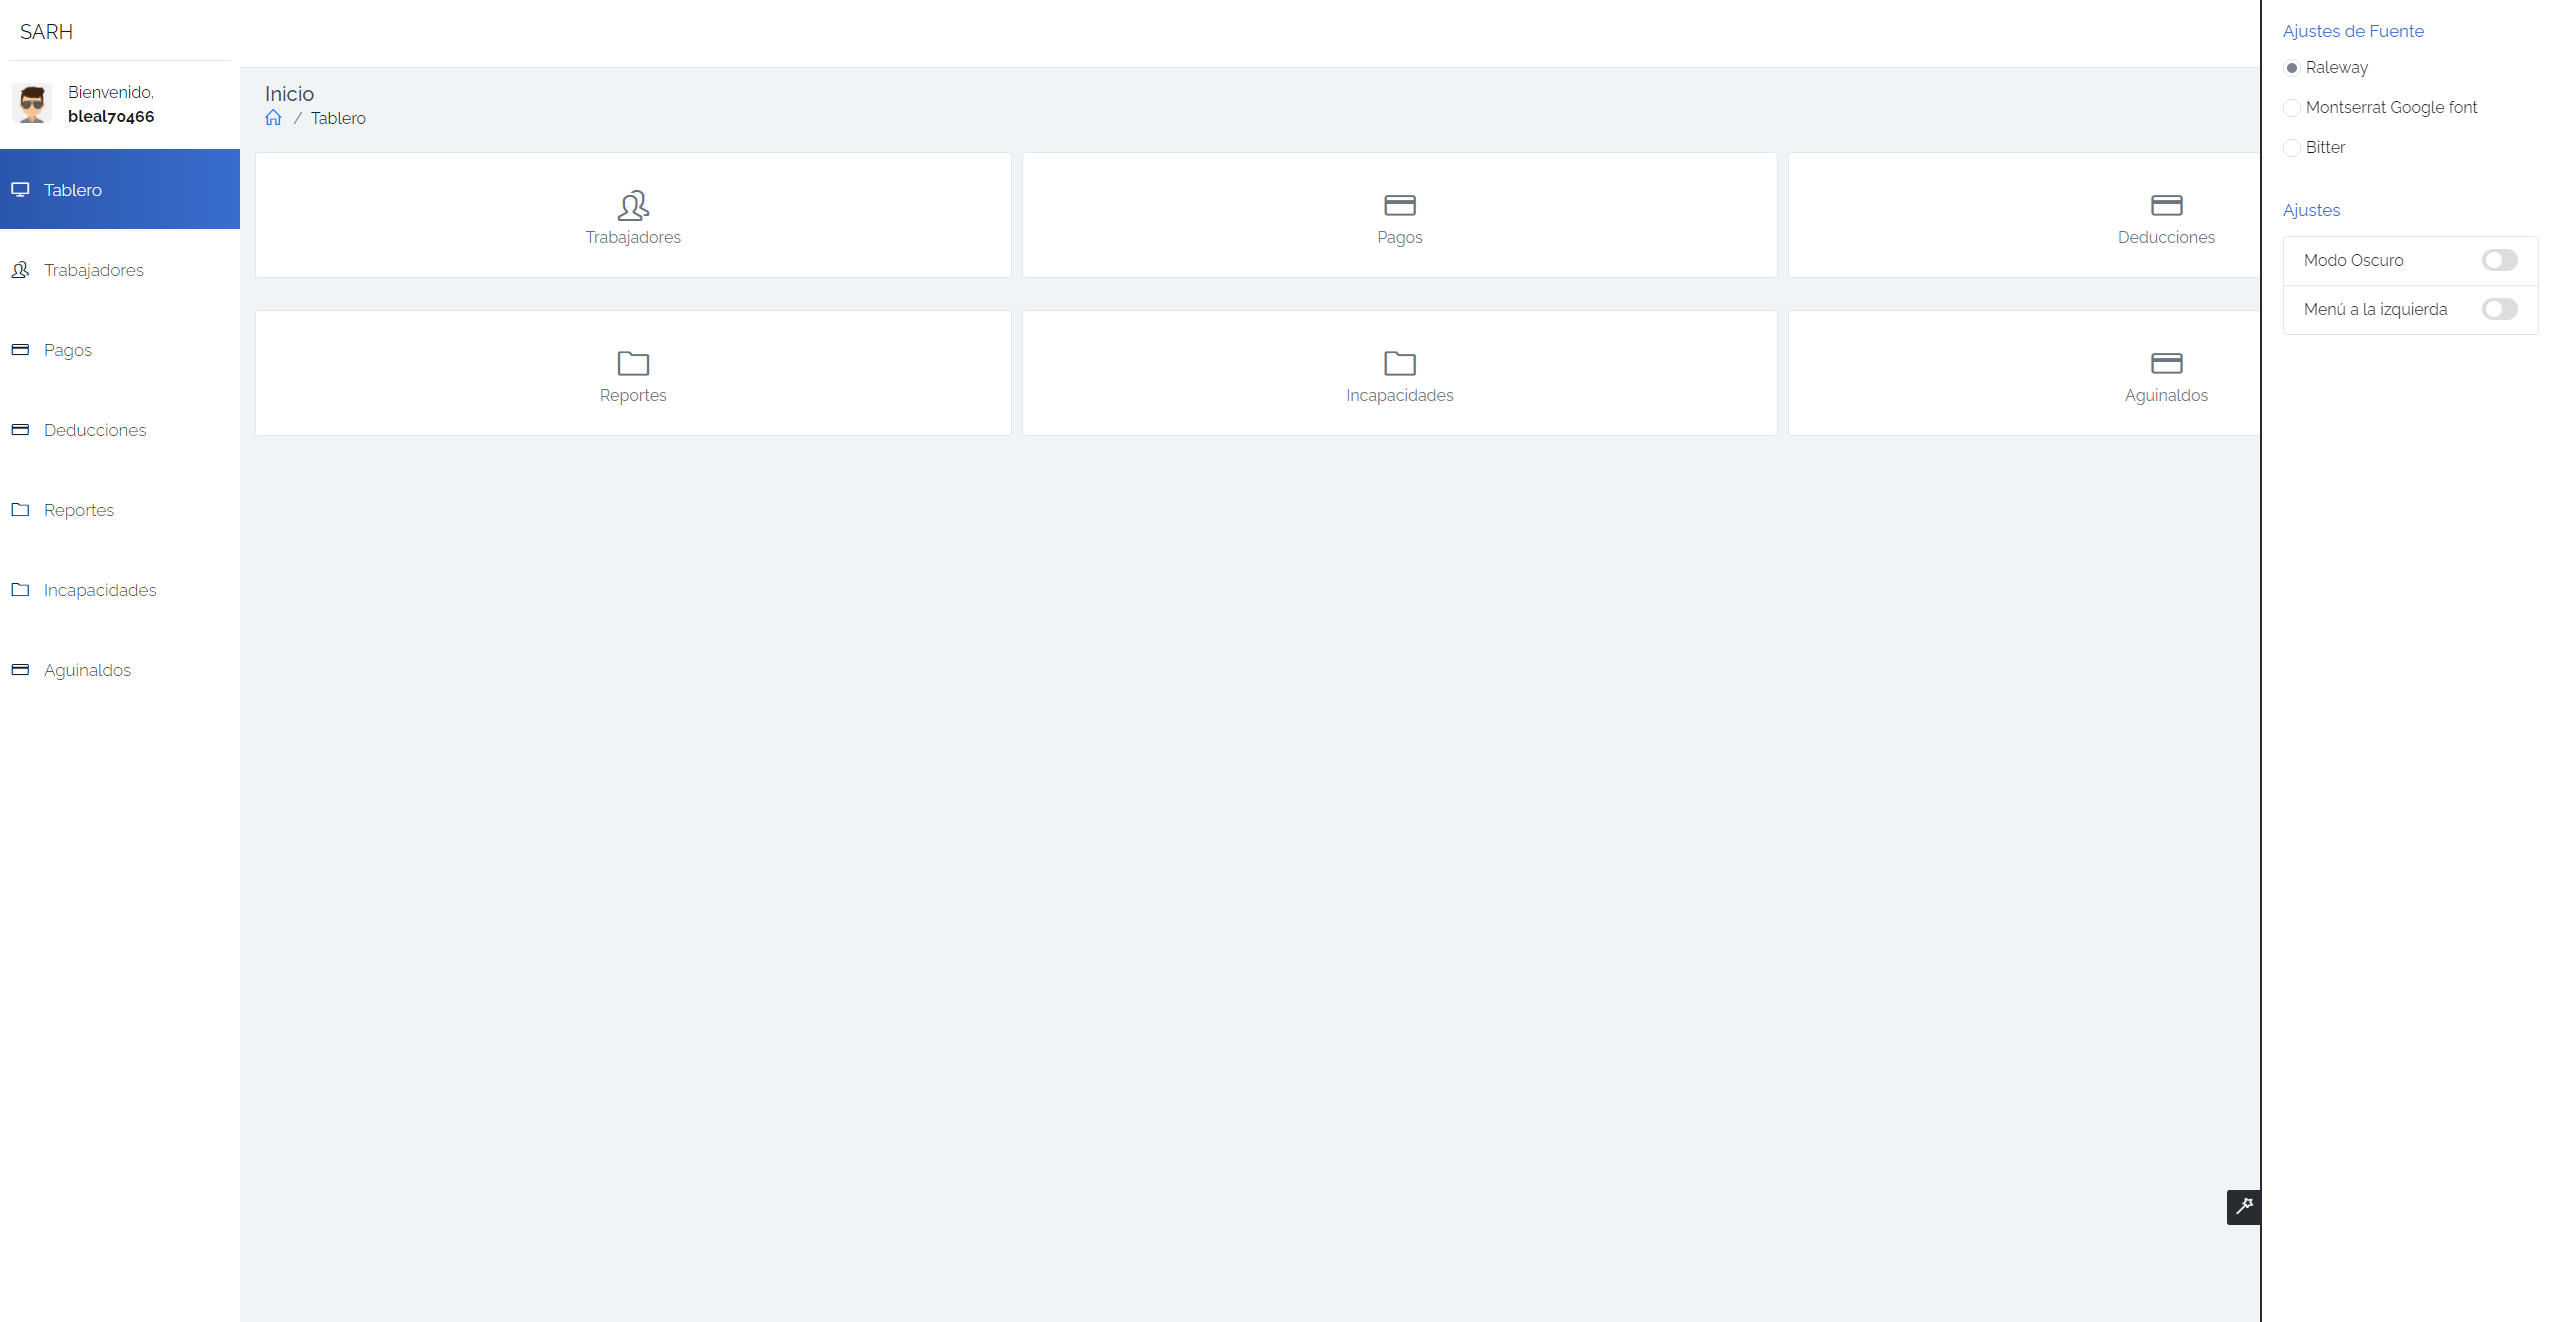 SARH
Bienvenido,
bleal70466
Tablero
Trabajadores
Pagos
Deducciones
Reportes
Incapacidades
Aguinaldos
Inicio
/ Tablero
Trabajadores
Pagos
Deducciones
Reportes
Incapacidades
Aguinaldos
Ajustes de Fuente
Raleway
Montserrat Google font
Bitter
Ajustes
Modo Oscuro
Menú a la izquierda